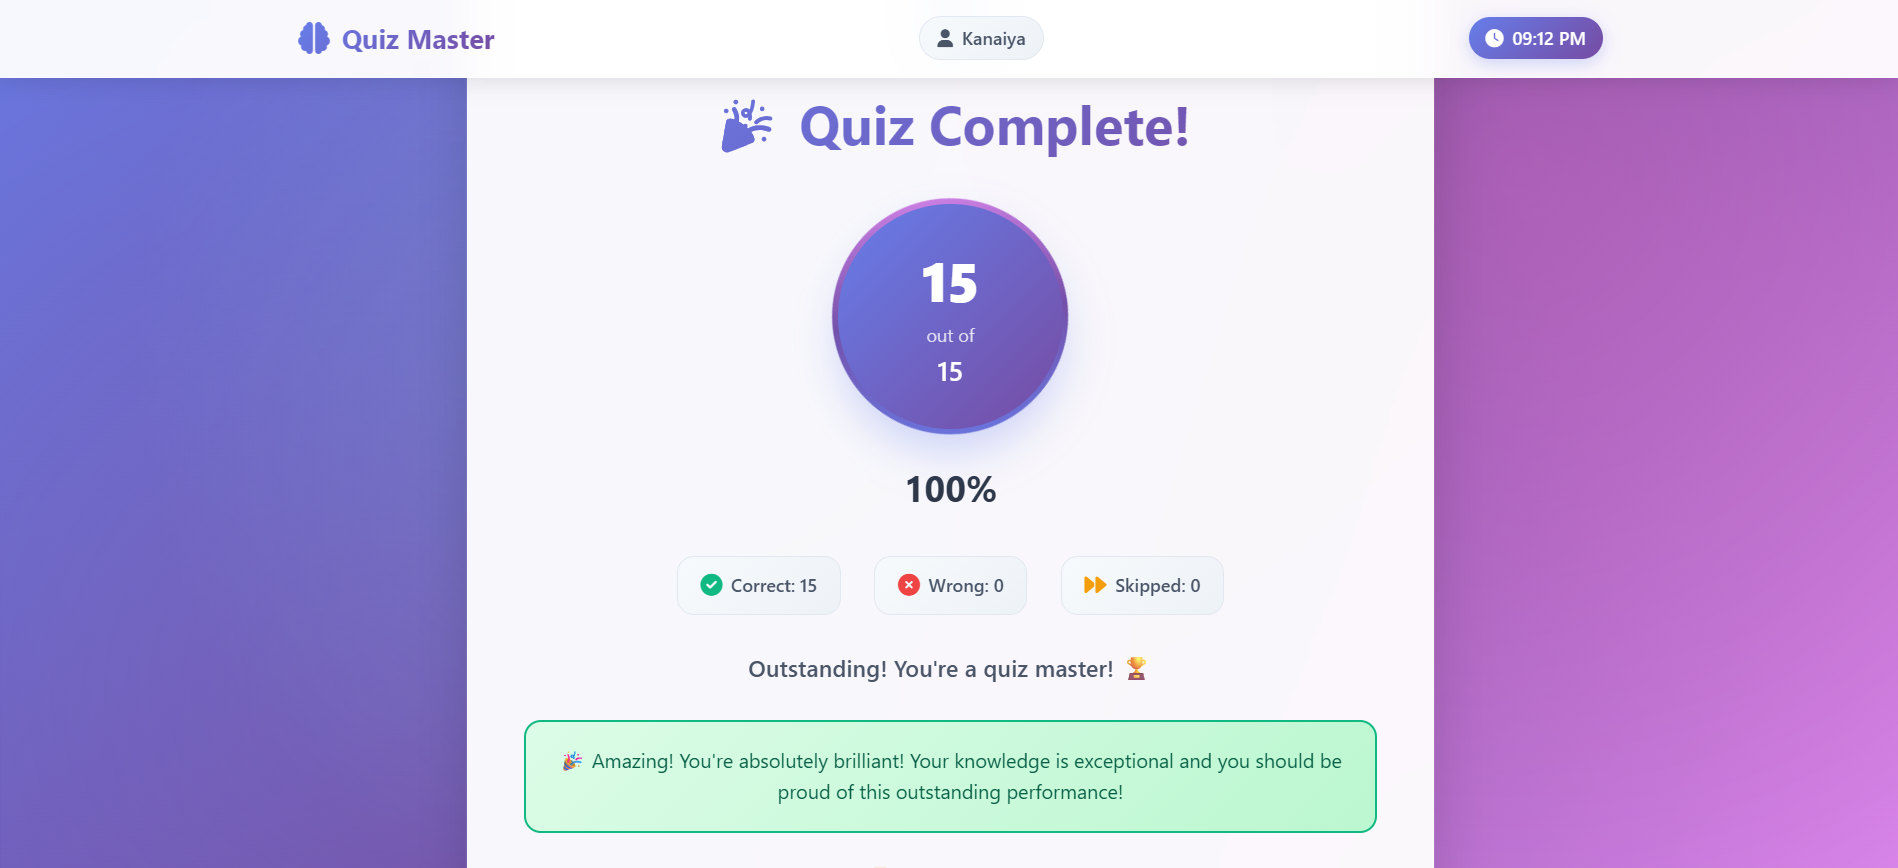 Quiz Master
Kanaiya
09:12 PM
Quiz Complete!
15
out of
15
100%
Correct: 15
Wrong: 0
Skipped: 0
Outstanding! You're a quiz master! 🏆
🎉 Amazing! You're absolutely brilliant! Your knowledge is exceptional and you should be
proud of this outstanding performance!